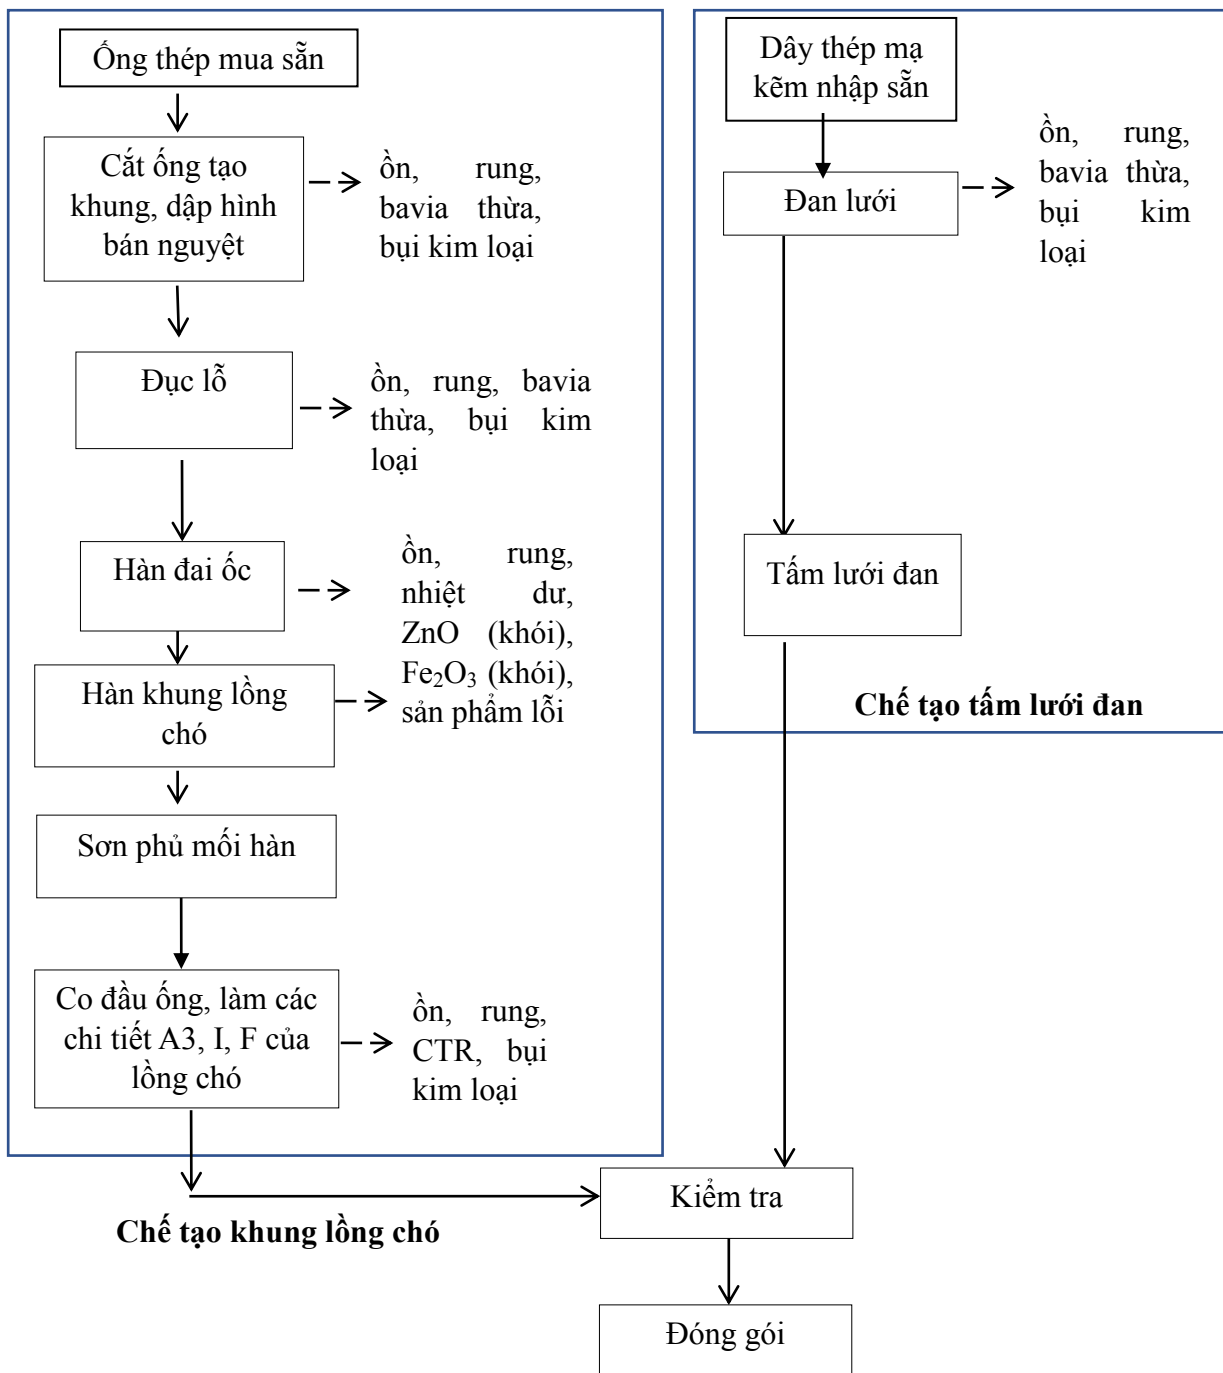 Ống thép mua sẵn
Cắt ống tạo
khung, dập hình
bán nguyệt
ồn, rung,
bavia thừa,
bụi kim loại
Đục lỗ
ồn, rung, bavia
thừa, bụi kim
loại
Hàn đai ốc
ồn, rung,
nhiệt dư,
ZnO (khói),
Fe₂O₃ (khói),
sản phẩm lỗi
Hàn khung lồng
chó
Sơn phủ mối hàn
Co đầu ống, làm các
chi tiết A3, I, F của
lồng chó
ồn, rung,
CTR, bụi
kim loại
Chế tạo khung lồng chó
Dây thép mạ
kẽm nhập sẵn
Đan lưới
ồn, rung,
bavia thừa,
bụi kim
loại
Tấm lưới đan
Chế tạo tấm lưới đan
Kiểm tra
Đóng gói